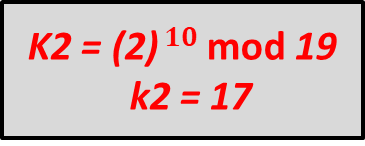 K2 = (2)¹⁰ mod 19
k2 = 17